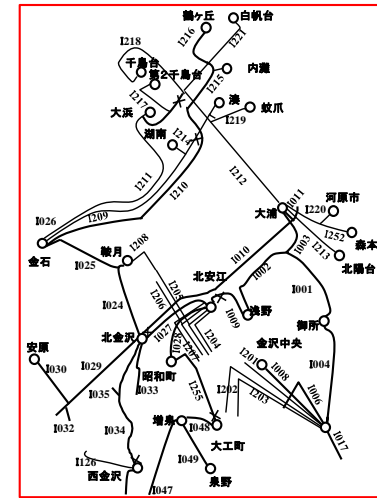 鶴ヶ丘
白帆台
I218
I216
I221
千鳥台
第2千鳥台
内灘
I215
大浜
I217
湊
蚊爪
I219
湖南
I214
I211
I210
I212
I026
I209
金石
大浦
I011
河原市
I220
I252
森本
I213
北陽台
I003
鞍月
I208
I025
北安江
I010
I002
I001
I205
I206
I024
I027
I009
浅野
御所
I204
北金沢
I028
I207
金沢中央
I201
I008
I004
安原
I030
I029
昭和町
I033
I255
I202
I203
I006
I035
I032
増泉
I048
大工町
I017
I034
I126
西金沢
I049
泉野
I047